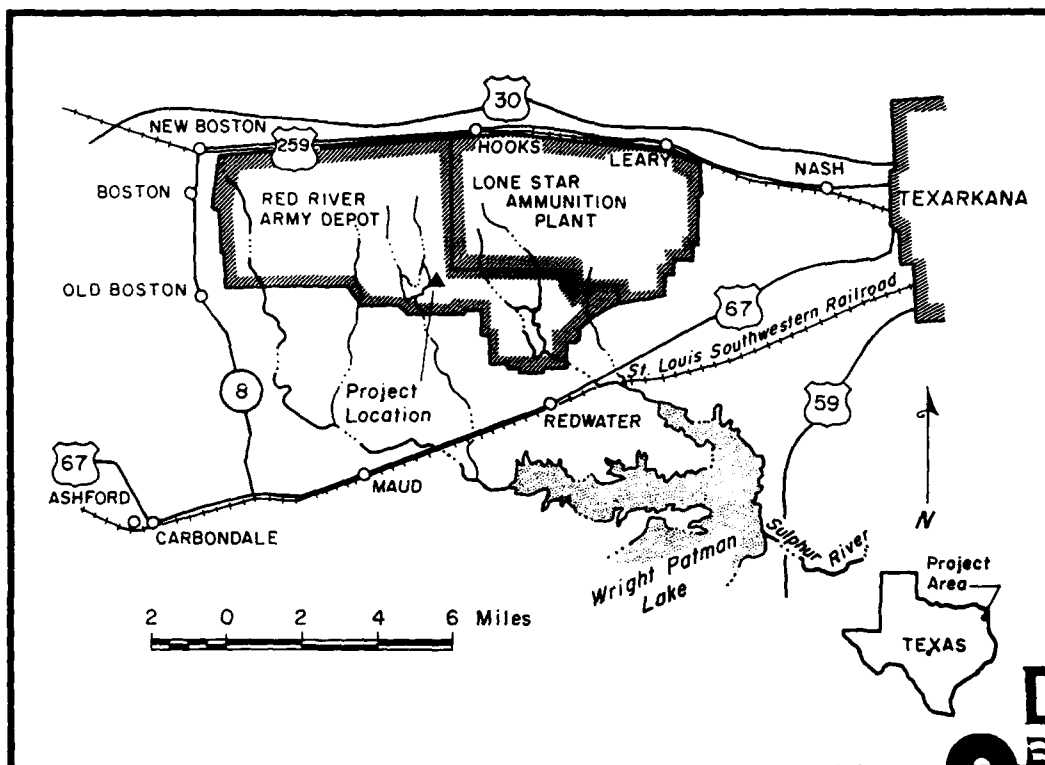 30
NEW BOSTON
259
HOOKS
LEARY
NASH
BOSTON
RED RIVER
ARMY DEPOT
LONE STAR
AMMUNITION
PLANT
TEXARKANA
OLD BOSTON
67
St. Louis Southwestern Railroad
8
Project
Location
59
REDWATER
67
ASHFORD
MAUD
CARBONDALE
N
Sulphur River
Wright Patman
Lake
Project
Area
TEXAS
2 0 2 4 6 Miles